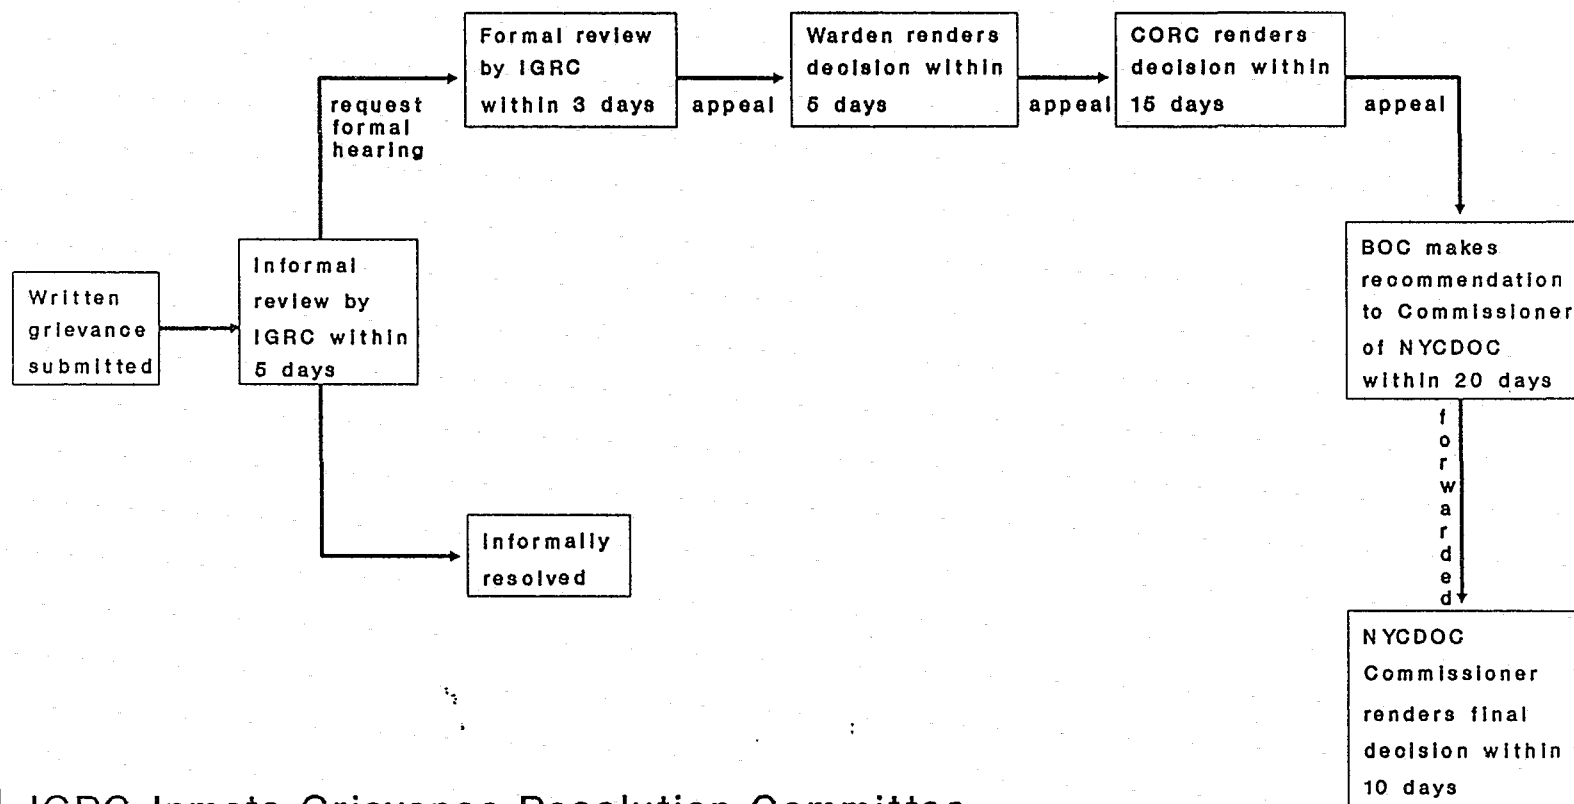 Written
grievance
submitted
Informal
review by
IGRC within
5 days
request
formal
hearing
Formal review
by IGRC
within 3 days
appeal
Warden renders
decision within
5 days
appeal
CORC renders
decision within
15 days
appeal
BOC makes
recommendation
to Commissioner
of NYCDOC
within 20 days
forwarded
NYCDOC
Commissioner
renders final
decision within
10 days
Informally
resolved
IGRC Inmate Grievance Resolution Committee